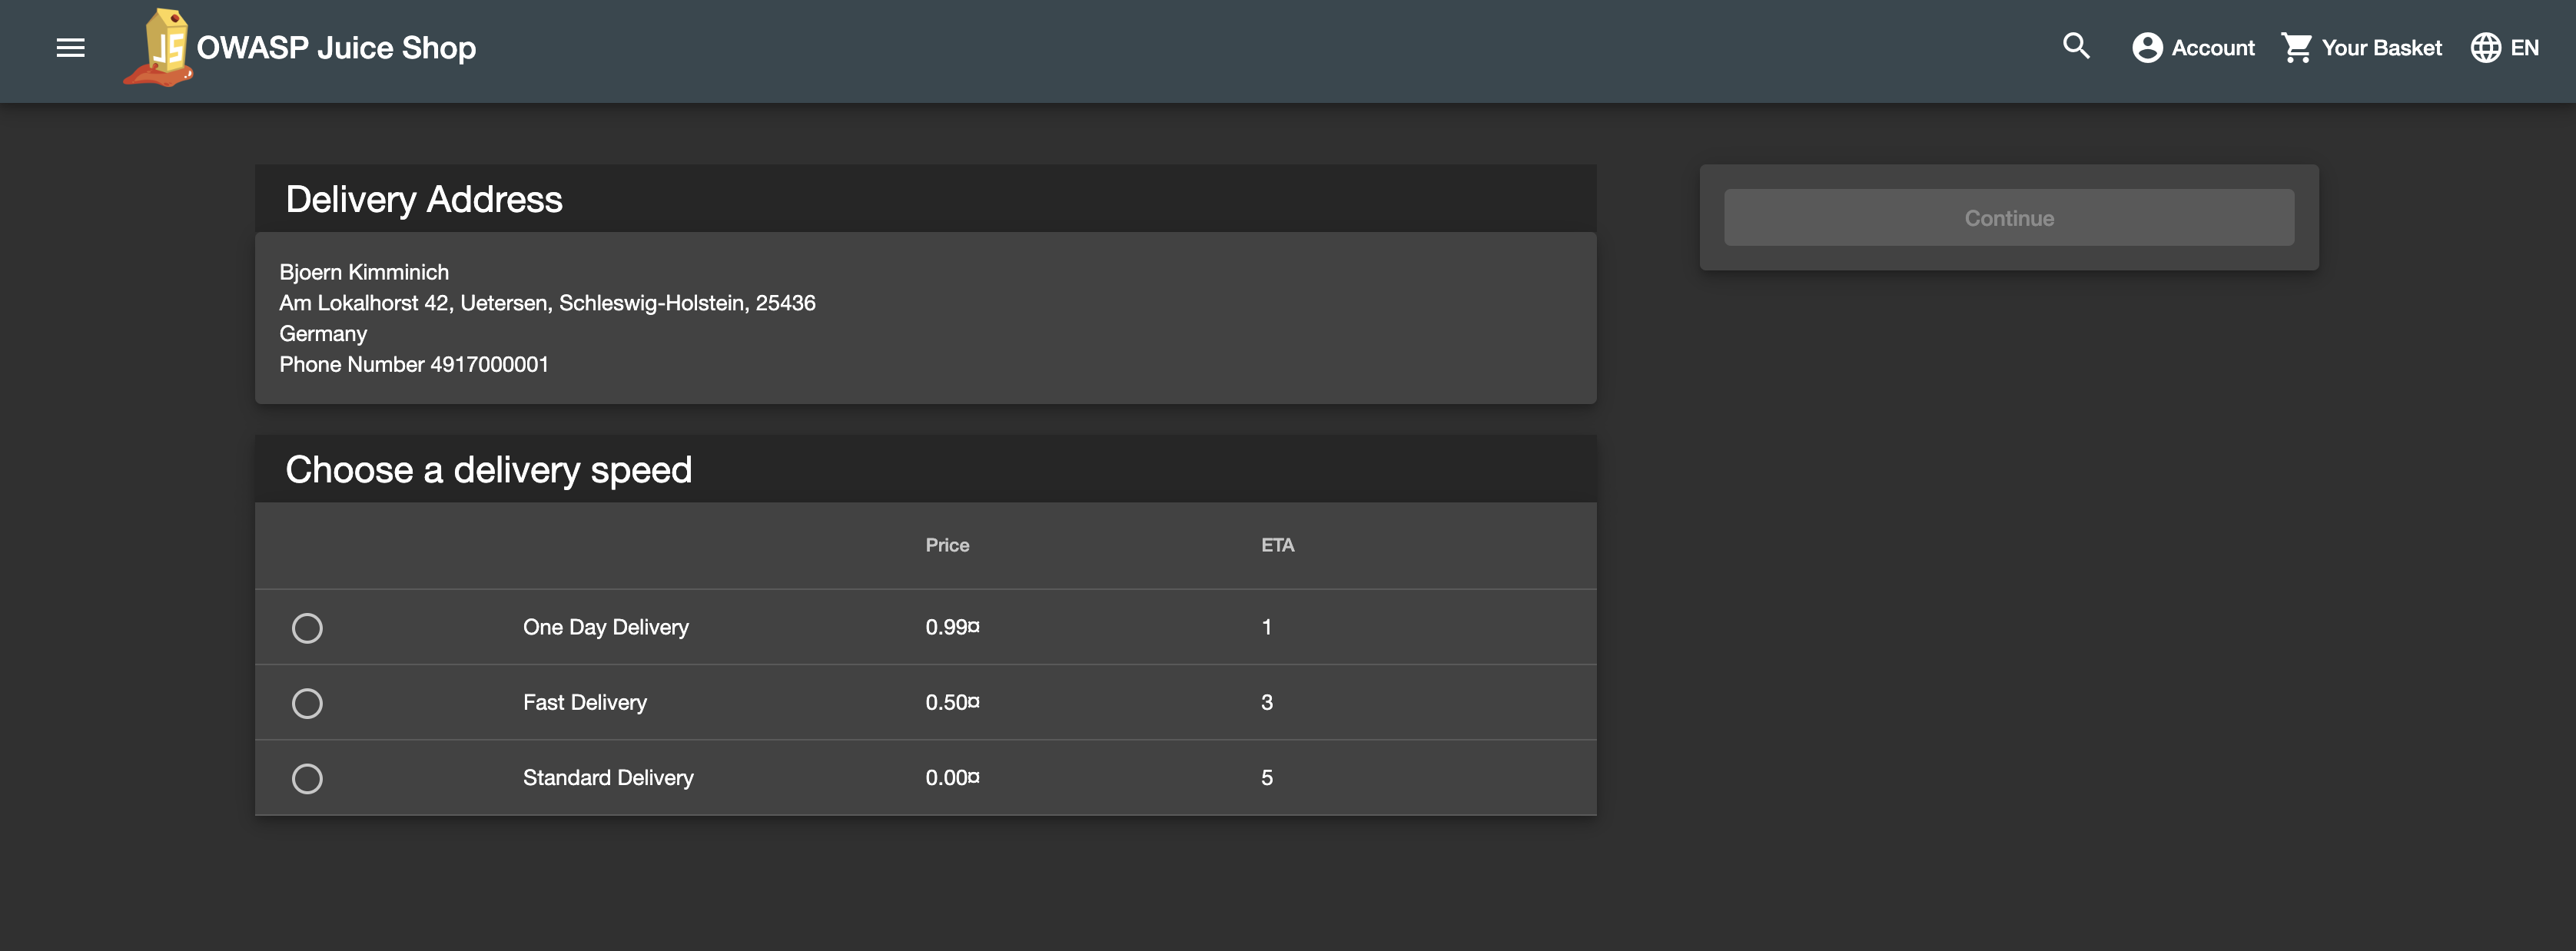 JS OWASP Juice Shop Account Your Basket EN
Delivery Address
Continue
Bjoern Kimminich
Am Lokalhorst 42, Uetersen, Schleswig-Holstein, 25436
Germany
Phone Number 4917000001
Choose a delivery speed
Price ETA
One Day Delivery 0.99¤ 1
Fast Delivery 0.50¤ 3
Standard Delivery 0.00¤ 5